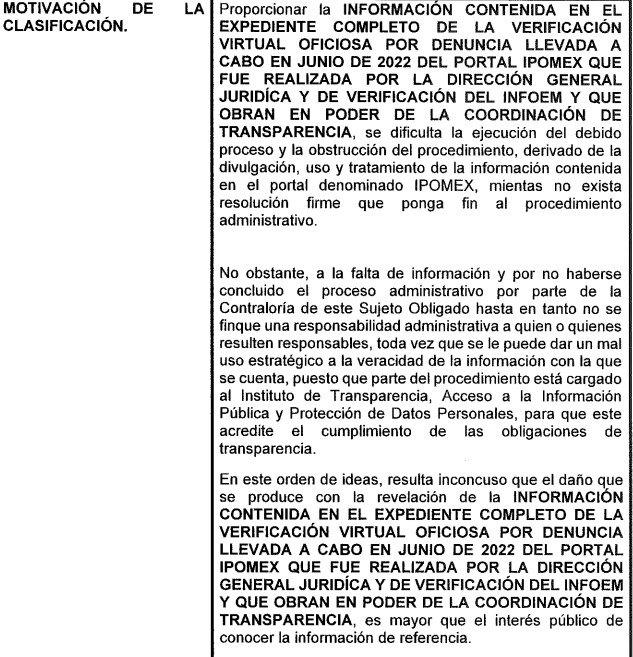 MOTIVACIÓN DE LA
CLASIFICACIÓN.
Proporcionar la INFORMACIÓN CONTENIDA EN EL
EXPEDIENTE COMPLETO DE LA VERIFICACIÓN
VIRTUAL OFICIOSA POR DENUNCIA LLEVADA A
CABO EN JUNIO DE 2022 DEL PORTAL IPOMEX QUE
FUE REALIZADA POR LA DIRECCIÓN GENERAL
JURIDÍCA Y DE VERIFICACIÓN DEL INFOEM Y QUE
OBRAN EN PODER DE LA COORDINACIÓN DE
TRANSPARENCIA, se dificulta la ejecución del debido
proceso y la obstrucción del procedimiento, derivado de la
divulgación, uso y tratamiento de la información contenida
en el portal denominado IPOMEX, mientas no exista
resolución firme que ponga fin al procedimiento
administrativo.
No obstante, a la falta de información y por no haberse
concluido el proceso administrativo por parte de la
Contraloría de este Sujeto Obligado hasta en tanto no se
finque una responsabilidad administrativa a quien o quienes
resulten responsables, toda vez que se le puede dar un mal
uso estratégico a la veracidad de la información con la que
se cuenta, puesto que parte del procedimiento está cargado
al Instituto de Transparencia, Acceso a la Información
Pública y Protección de Datos Personales, para que este
acredite el cumplimiento de las obligaciones de
transparencia.
En este orden de ideas, resulta inconcuso que el daño que
se produce con la revelación de la INFORMACIÓN
CONTENIDA EN EL EXPEDIENTE COMPLETO DE LA
VERIFICACIÓN VIRTUAL OFICIOSA POR DENUNCIA
LLEVADA A CABO EN JUNIO DE 2022 DEL PORTAL
IPOMEX QUE FUE REALIZADA POR LA DIRECCIÓN
GENERAL JURIDÍCA Y DE VERIFICACIÓN DEL INFOEM
Y QUE OBRAN EN PODER DE LA COORDINACIÓN DE
TRANSPARENCIA, es mayor que el interés público de
conocer la información de referencia.